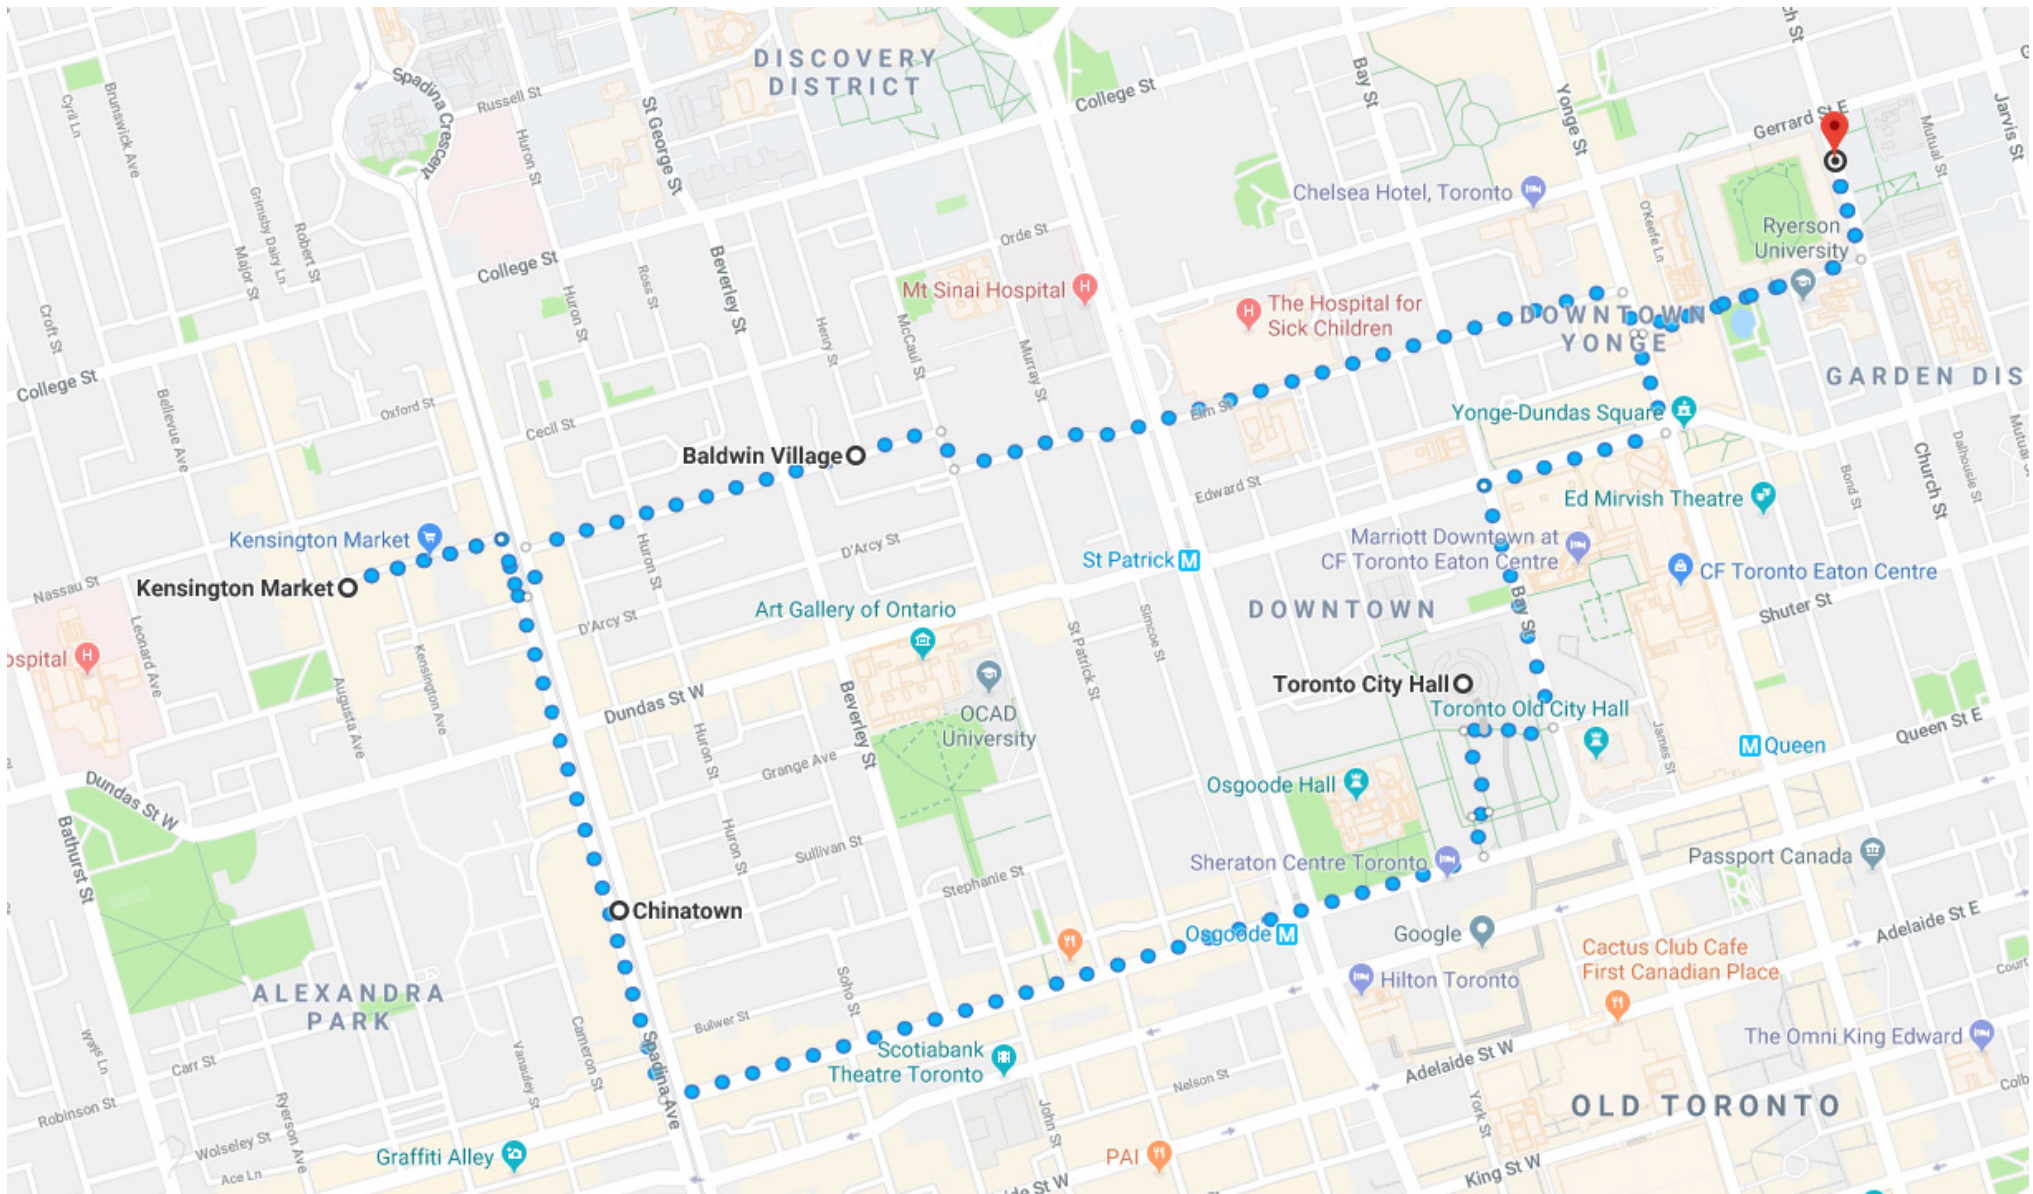 DISCOVERY
DISTRICT
Spadina Crescent
Russell St
Huron St
St George St
College St
Bay St
Yonge St
ch St
Gerrard St E
Jarvis St
Mutual St
Cyril Ln
Brunswick Ave
Grimsby Dairy Ln
Robert St
Major St
College St
Huron St
Ross St
Beverley St
Orde St
Mt Sinai Hospital
H
Chelsea Hotel, Toronto
O'Keefe Ln
Ryerson
University
H
The Hospital for
Sick Children
DOWNTOWN
YONGE
GARDEN DIS
Croft St
College St
Bellevue Ave
Oxford St
Cecil St
Henry St
McCaul St
Murray St
Elm St
Yonge-Dundas Square
Baldwin Village
Edward St
Ed Mirvish Theatre
Bond St
Church St
Dalhousie St
Mutual St
Kensington Market
Kensington Market
Nassau St
Huron St
D'Arcy St
D'Arcy St
St Patrick
M
Marriott Downtown at
CF Toronto Eaton Centre
CF Toronto Eaton Centre
Bay St
DOWNTOWN
Shuter St
Art Gallery of Ontario
Simcoe St
St Patrick St
ospital
H
Leonard Ave
Augusta Ave
Kensington Ave
Dundas St W
Beverley St
OCAD
University
Toronto City Hall
Toronto Old City Hall
James St
M
Queen
Queen St E
Huron St
Grange Ave
Osgoode Hall
Dundas St W
Bathurst St
Huron St
Sullivan St
Stephanie St
Sheraton Centre Toronto
Passport Canada
Chinatown
Osgoode
M
Google
Adelaide St E
Cactus Club Cafe
First Canadian Place
Hilton Toronto
Court
ALEXANDRA
PARK
Soho St
Bulwer St
Cameron St
Spadina Ave
Vanauley St
Ways Ln
Carr St
Scotiabank
Theatre Toronto
The Omni King Edward
Adelaide St W
Nelson St
York St
Colb
Robinson St
Ryerson Ave
Wolseley St
Ace Ln
Graffiti Alley
John St
PAI
OLD TORONTO
King St W
de St W